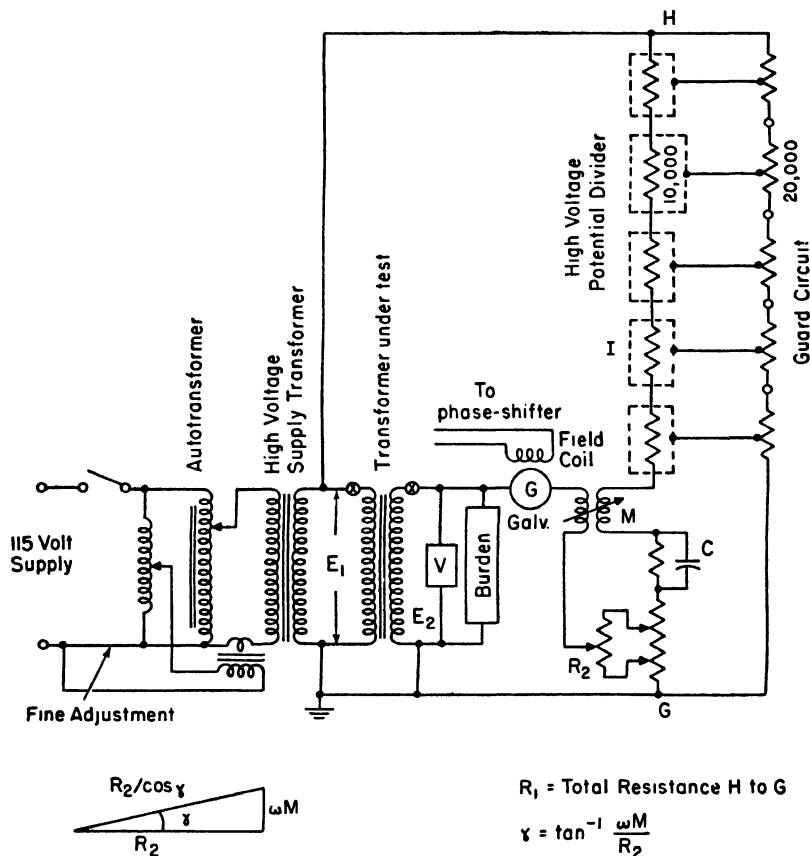 H
10,000
20,000
High Voltage
Potential Divider
Guard Circuit
I
Autotransformer
High Voltage
Supply Transformer
Transformer under test
To
phase-shifter
Field
Coil
G
Galv.
M
115 Volt
Supply
E₁
V
Burden
C
E₂
R₂
Fine Adjustment
G
R₂/cos γ
γ
ωM
R₂
R₁ = Total Resistance H to G
γ = tan⁻¹ ωM/R₂